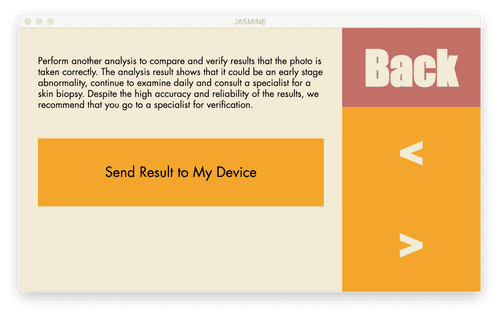 JASMINE
Perform another analysis to compare and verify results that the photo is
taken correctly. The analysis result shows that it could be an early stage
abnormality, continue to examine daily and consult a specialist for a
skin biopsy. Despite the high accuracy and reliability of the results, we
recommend that you go to a specialist for verification.
Send Result to My Device
Back
<
>